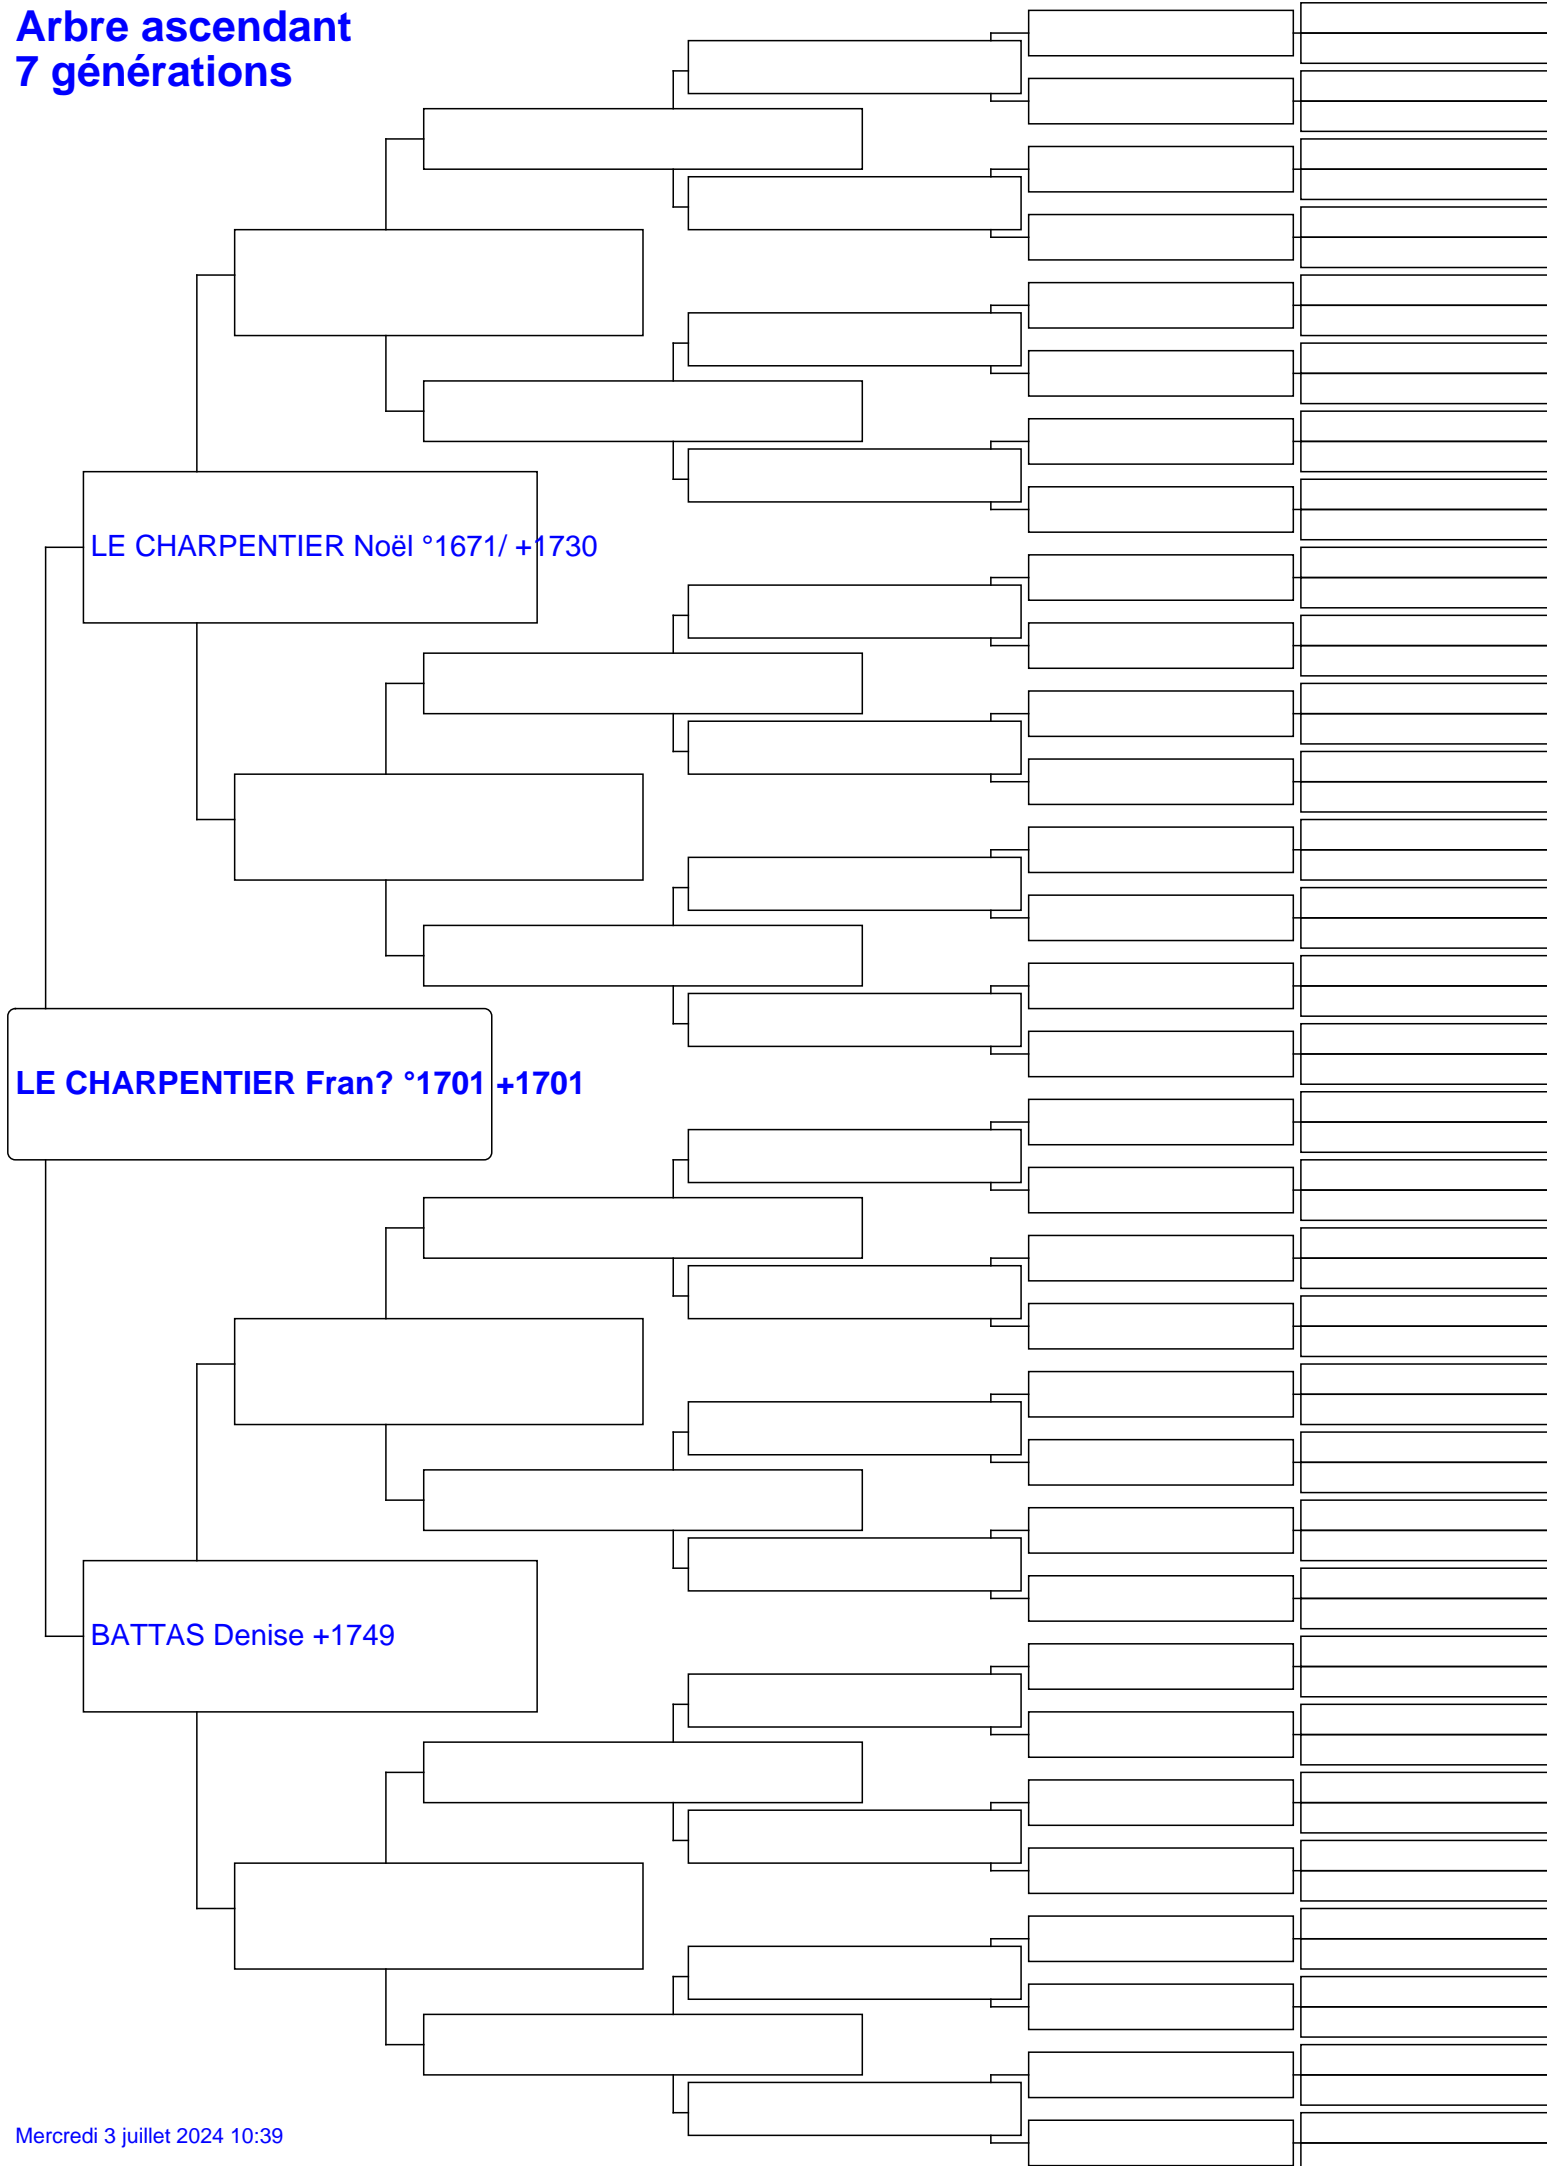 Arbre ascendant
7 générations
LE CHARPENTIER Noël °1671/ +1730
LE CHARPENTIER Fran? °1701 +1701
BATTAS Denise +1749
Mercredi 3 juillet 2024 10:39